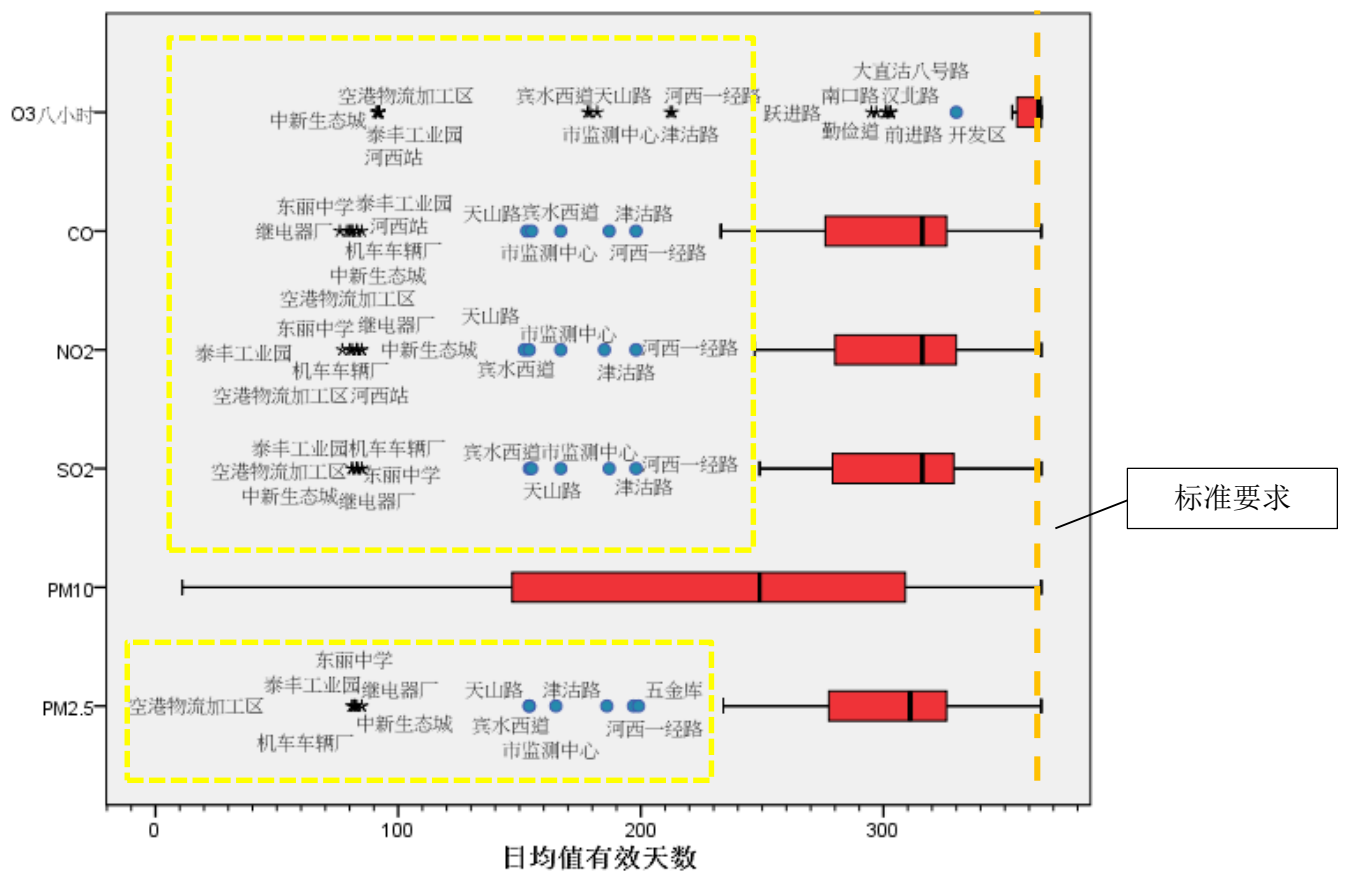 大直沽八号路
空港物流加工区 宾水西道天山路 河西一经路 南口路 汉北路
O3八小时 中新生态城 跃进路
泰丰工业园 市监测中心 津沽路 勤俭道 前进路 开发区
河西站
东丽中学 泰丰工业园 天山路宾水西道 津沽路
CO 继电器厂 河西站
机车车辆厂 市监测中心 河西一经路
中新生态城
空港物流加工区
天山路
东丽中学 继电器厂 市监测中心
NO2 泰丰工业园 中新生态城 河西一经路
机车车辆厂 宾水西道 津沽路
空港物流加工区 河西站
泰丰工业园机车车辆厂 宾水西道市监测中心
SO2 空港物流加工区 东丽中学 河西一经路
中新生态城 继电器厂 天山路 津沽路
标准要求
PM10
东丽中学
泰丰工业园 继电器厂 天山路 津沽路 五金库
PM2.5 空港物流加工区
中新生态城 宾水西道 河西一经路
机车车辆厂 市监测中心
0 100 200 300
日均值有效天数